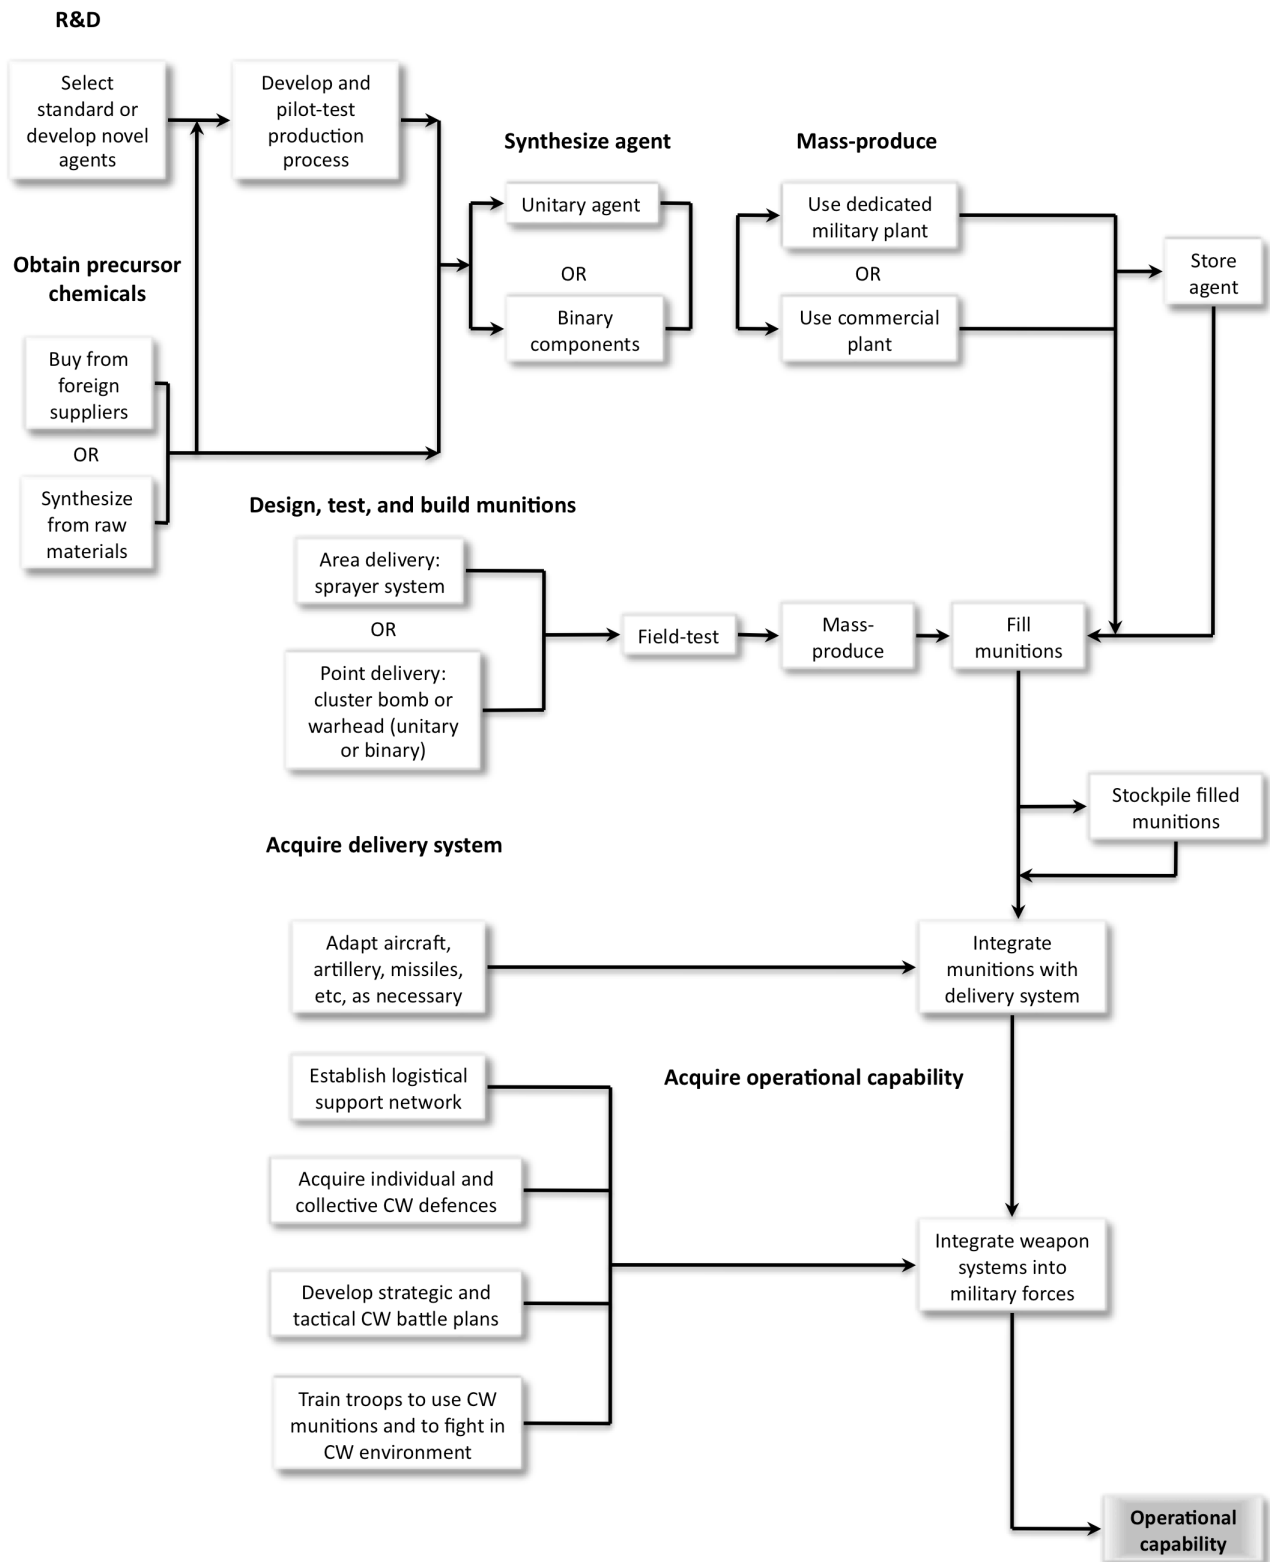 R&D
Select
standard or
develop novel
agents
Develop and
pilot-test
production
process
Synthesize agent
Unitary agent
OR
Binary
components
Mass-produce
Use dedicated
military plant
OR
Use commercial
plant
Store
agent
Obtain precursor
chemicals
Buy from
foreign
suppliers
OR
Synthesize
from raw
materials
Design, test, and build munitions
Area delivery:
sprayer system
OR
Point delivery:
cluster bomb or
warhead (unitary
or binary)
Field-test
Mass-
produce
Fill
munitions
Stockpile filled
munitions
Acquire delivery system
Adapt aircraft,
artillery, missiles,
etc, as necessary
Integrate
munitions with
delivery system
Acquire operational capability
Establish logistical
support network
Acquire individual and
collective CW defences
Develop strategic and
tactical CW battle plans
Train troops to use CW
munitions and to fight in
CW environment
Integrate weapon
systems into
military forces
Operational
capability